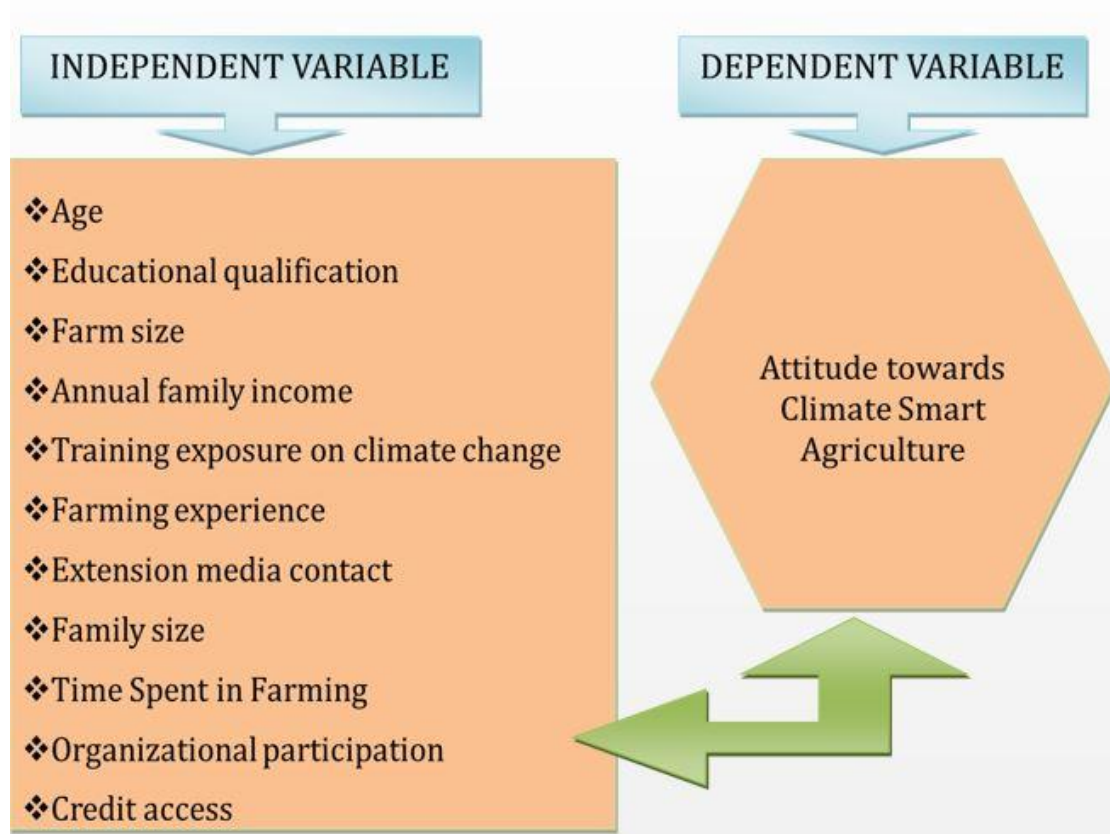 INDEPENDENT VARIABLE
DEPENDENT VARIABLE
❖Age
❖Educational qualification
❖Farm size
❖Annual family income
❖Training exposure on climate change
❖Farming experience
❖Extension media contact
❖Family size
❖Time Spent in Farming
❖Organizational participation
❖Credit access
Attitude towards
Climate Smart
Agriculture